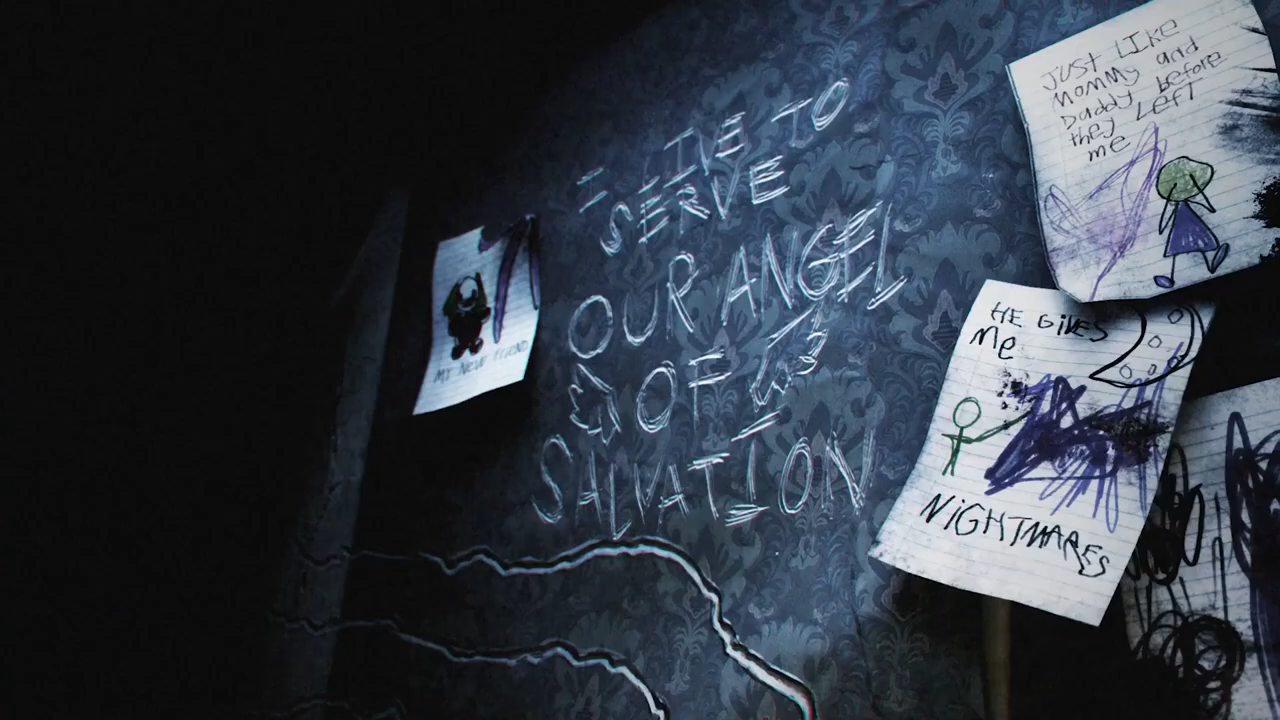 I LIVE TO
SERVE
OUR ANGEL
OF
SALVATION
MY NEW FRIEND
JUST LIKE
MOMMY and
Daddy before
they LEFT
me
HE GIVES
Me
NIGHTMARES